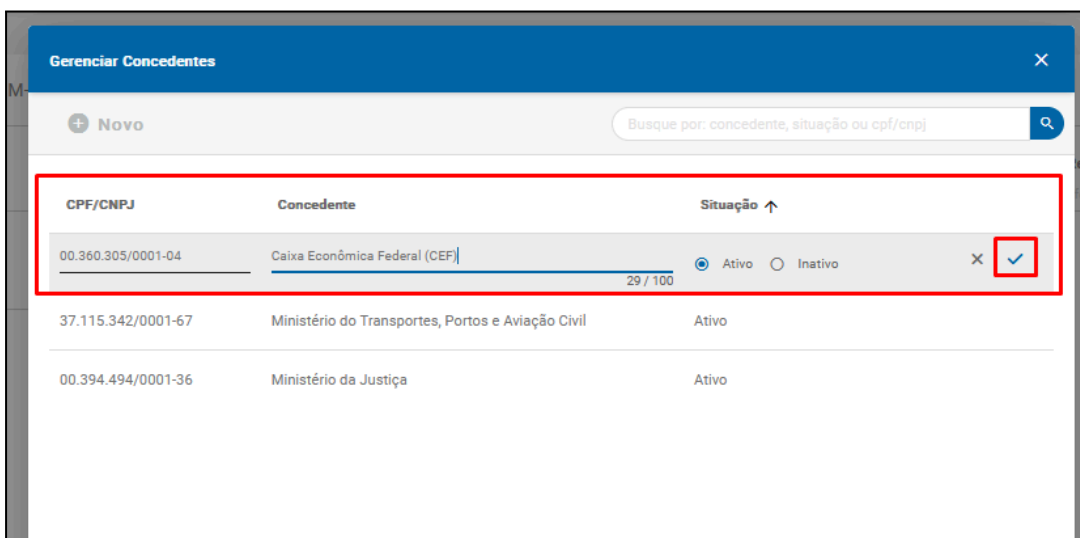 Gerenciar Concedentes
M-
Novo
Busque por: concedente, situação ou cpf/cnpj
CPF/CNPJ Concedente Situação
00.360.305/0001-04 Caixa Econômica Federal (CEF) Ativo Inativo
29 / 100
37.115.342/0001-67 Ministério do Transportes, Portos e Aviação Civil Ativo
00.394.494/0001-36 Ministério da Justiça Ativo